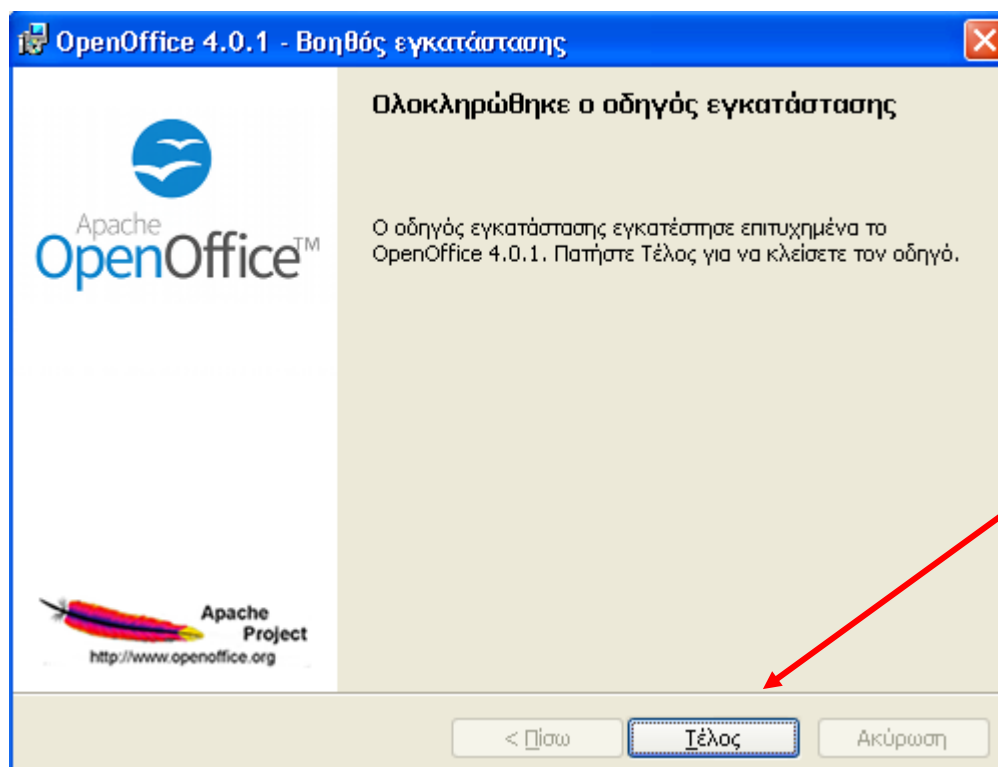 OpenOffice 4.0.1 - Βοηθός εγκατάστασης
Ολοκληρώθηκε ο οδηγός εγκατάστασης
Apache
OpenOffice™
Ο οδηγός εγκατάστασης εγκατέστησε επιτυχημένα το
OpenOffice 4.0.1. Πατήστε Τέλος για να κλείσετε τον οδηγό.
Apache
Project
http://www.openoffice.org
< Πίσω
Τέλος
Ακύρωση